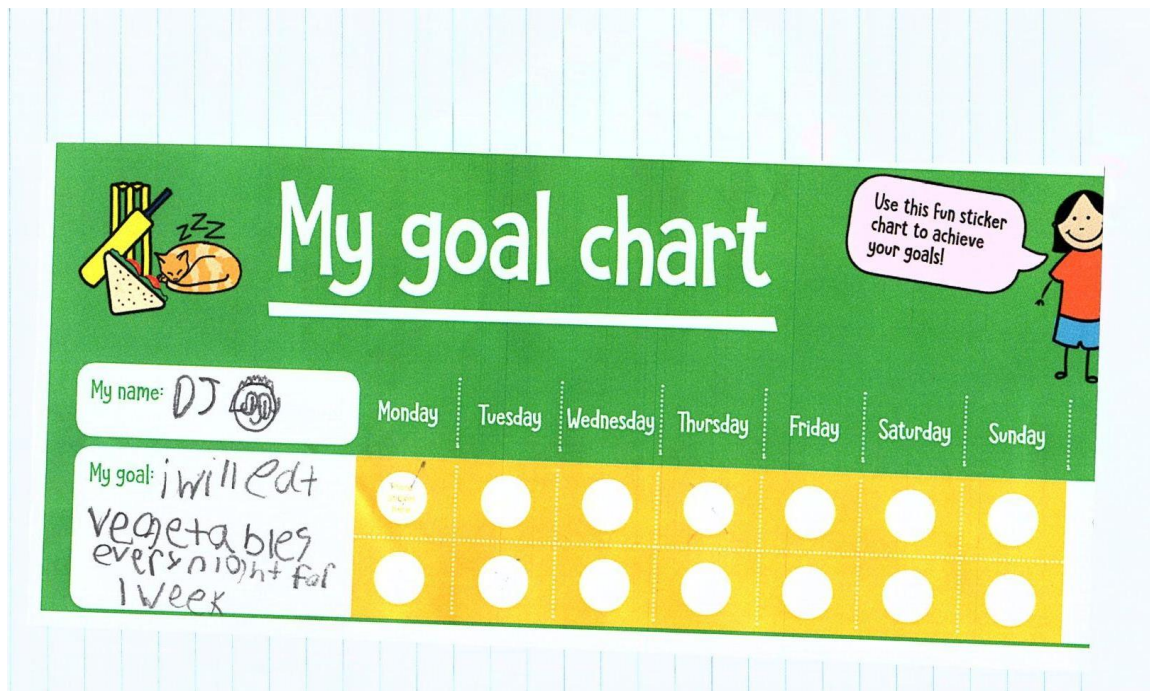 My goal chart
Use this fun sticker
chart to achieve
your goals!
zzz
My name: DJ
Monday Tuesday Wednesday Thursday Friday Saturday Sunday
My goal: i will eat
vegetables
every night for
1 week